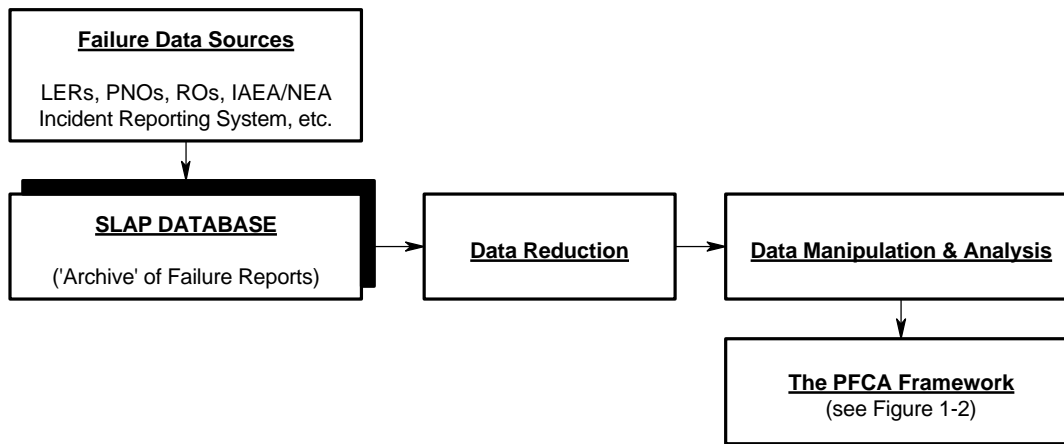 Failure Data Sources
LERs, PNOs, ROs, IAEA/NEA
Incident Reporting System, etc.
SLAP DATABASE
('Archive' of Failure Reports)
Data Reduction
Data Manipulation & Analysis
The PFCA Framework
(see Figure 1-2)